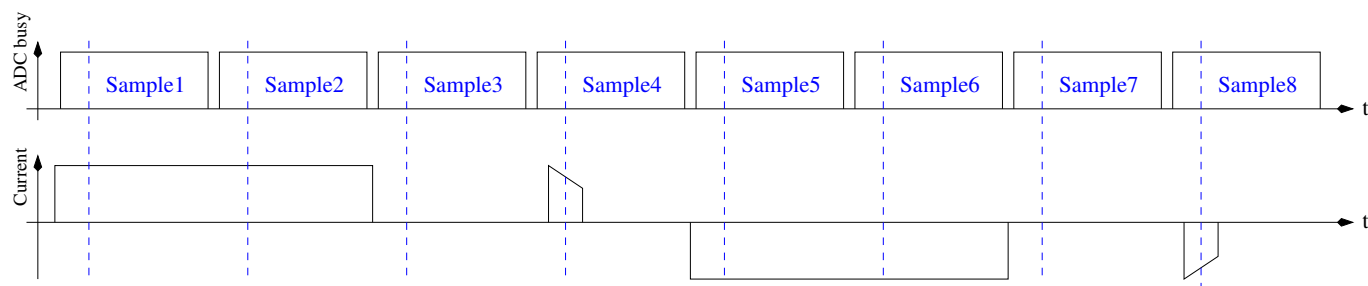 ADC busy
Sample1 Sample2 Sample3 Sample4 Sample5 Sample6 Sample7 Sample8
t
Current
t